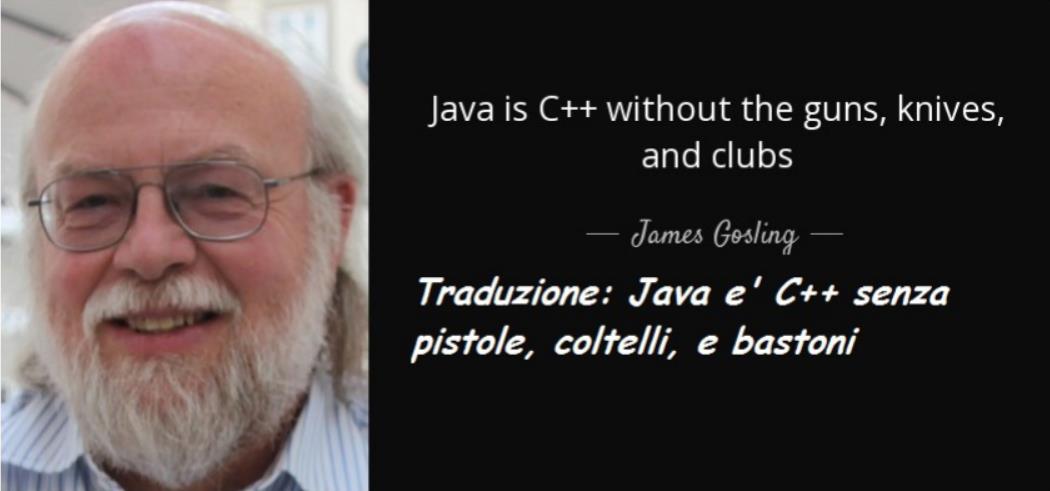 Java is C++ without the guns, knives,
and clubs
James Gosling
Traduzione: Java e' C++ senza
pistole, coltelli, e bastoni